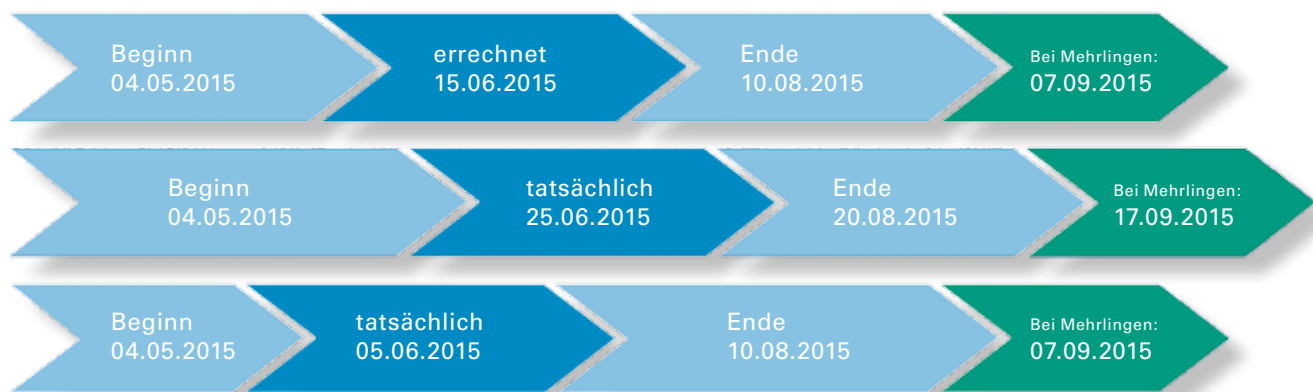 Beginn
04.05.2015
errechnet
15.06.2015
Ende
10.08.2015
Bei Mehrlingen:
07.09.2015
Beginn
04.05.2015
tatsächlich
25.06.2015
Ende
20.08.2015
Bei Mehrlingen:
17.09.2015
Beginn
04.05.2015
tatsächlich
05.06.2015
Ende
10.08.2015
Bei Mehrlingen:
07.09.2015